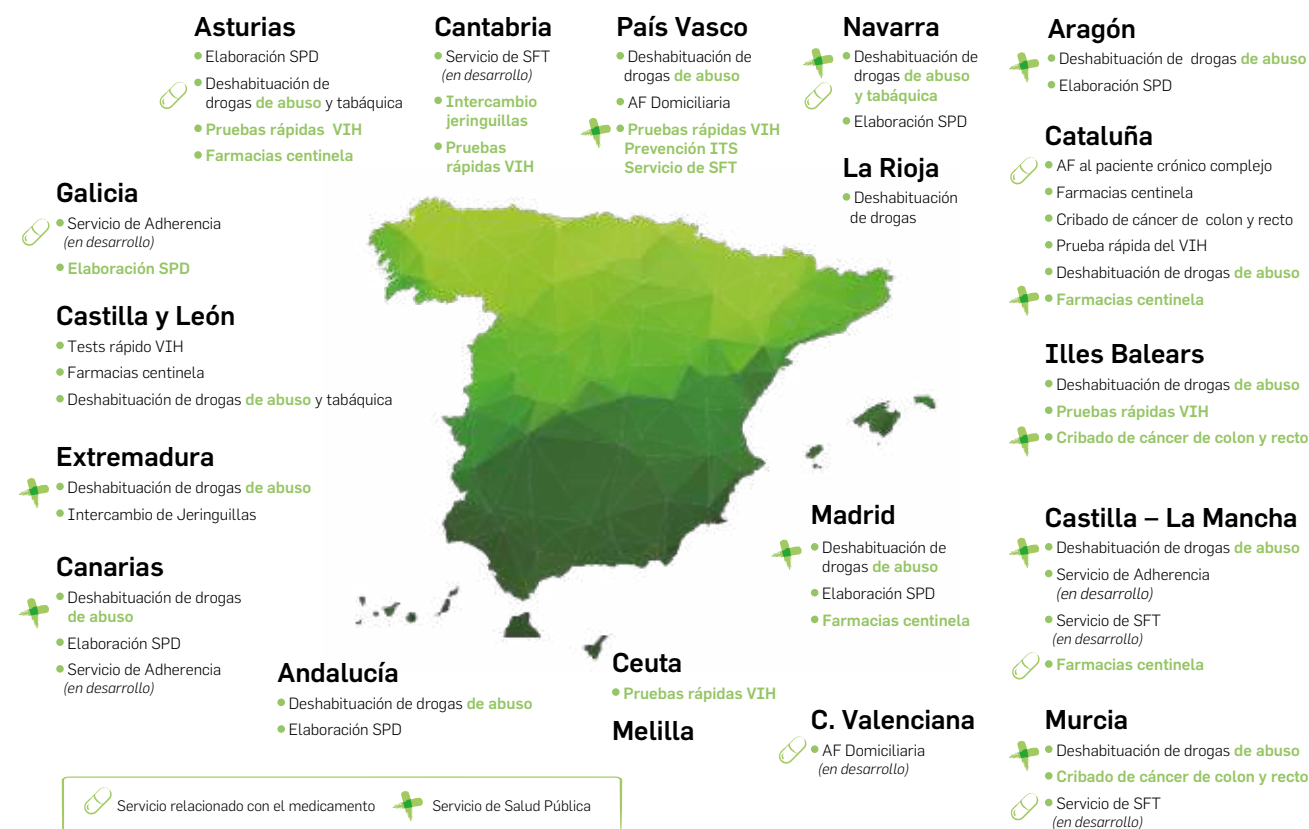 Asturias
Elaboración SPD
Deshabituación de
drogas de abuso y tabáquica
Pruebas rápidas VIH
Farmacias centinela
Cantabria
Servicio de SFT
(en desarrollo)
Intercambio
jeringuillas
Pruebas
rápidas VIH
País Vasco
Deshabituación de
drogas de abuso
AF Domiciliaria
Pruebas rápidas VIH
Prevención ITS
Servicio de SFT
Navarra
Deshabituación de
drogas de abuso
y tabáquica
Elaboración SPD
La Rioja
Deshabituación
de drogas
Aragón
Deshabituación de drogas de abuso
Elaboración SPD
Cataluña
AF al paciente crónico complejo
Farmacias centinela
Cribado de cáncer de colon y recto
Prueba rápida del VIH
Deshabituación de drogas de abuso
Farmacias centinela
Galicia
Servicio de Adherencia
(en desarrollo)
Elaboración SPD
Castilla y León
Tests rápido VIH
Farmacias centinela
Deshabituación de drogas de abuso y tabáquica
Illes Balears
Deshabituación de drogas de abuso
Pruebas rápidas VIH
Cribado de cáncer de colon y recto
Extremadura
Deshabituación de drogas de abuso
Intercambio de Jeringuillas
Canarias
Deshabituación de drogas
de abuso
Elaboración SPD
Servicio de Adherencia
(en desarrollo)
Andalucía
Deshabituación de drogas de abuso
Elaboración SPD
Ceuta
Pruebas rápidas VIH
Melilla
Madrid
Deshabituación de
drogas de abuso
Elaboración SPD
Farmacias centinela
C. Valenciana
AF Domiciliaria
(en desarrollo)
Castilla – La Mancha
Deshabituación de drogas de abuso
Servicio de Adherencia
(en desarrollo)
Servicio de SFT
(en desarrollo)
Farmacias centinela
Murcia
Deshabituación de drogas de abuso
Cribado de cáncer de colon y recto
Servicio de SFT
(en desarrollo)
Servicio relacionado con el medicamento
Servicio de Salud Pública